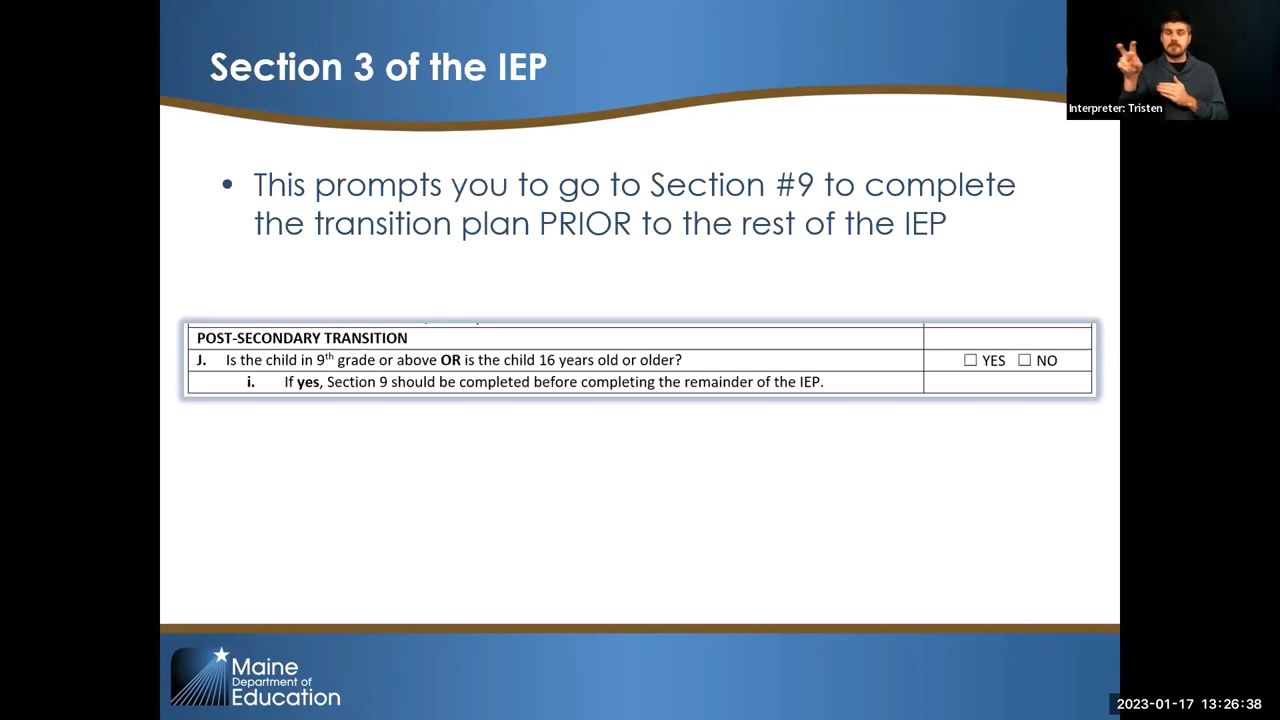 Section 3 of the IEP
Interpreter: Tristen
• This prompts you to go to Section #9 to complete
the transition plan PRIOR to the rest of the IEP
POST-SECONDARY TRANSITION
J. Is the child in 9th grade or above OR is the child 16 years old or older? ☐ YES ☐ NO
i. If yes, Section 9 should be completed before completing the remainder of the IEP.
Maine
Department of
Education
2023-01-17 13:26:38